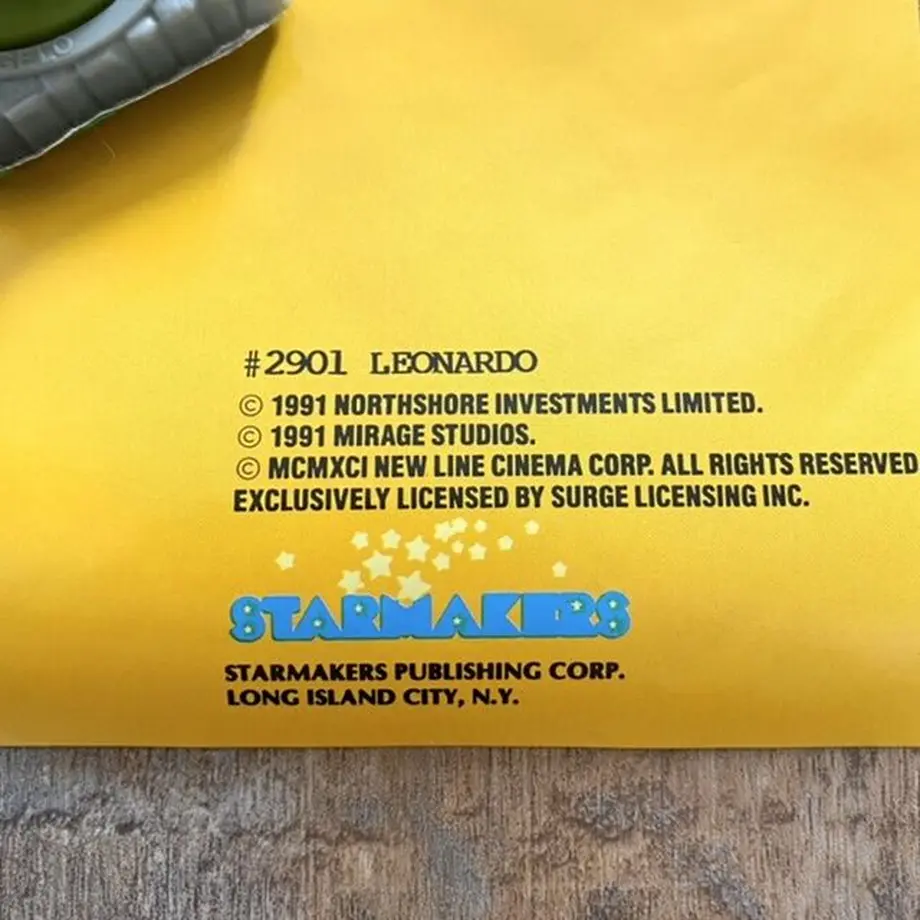 #2901 LEONARDO
© 1991 NORTHSHORE INVESTMENTS LIMITED.
© 1991 MIRAGE STUDIOS.
© MCMXCI NEW LINE CINEMA CORP. ALL RIGHTS RESERVED
EXCLUSIVELY LICENSED BY SURGE LICENSING INC.
STARMAKERS
STARMAKERS PUBLISHING CORP.
LONG ISLAND CITY, N.Y.